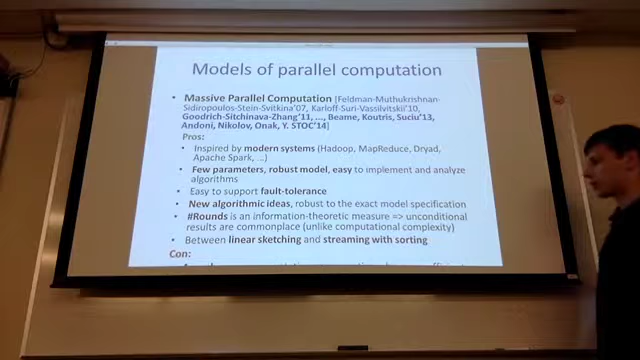 Models of parallel computation
• Massive Parallel Computation [Feldman-Muthukrishnan-
Sidiropoulos-Stein-Svitkina'07, Karloff-Suri-Vassilvitskii'10,
Goodrich-Sitchinava-Zhang'11, ..., Beame, Koutris, Suciu'13,
Andoni, Nikolov, Onak, Y. STOC'14]
Pros:
• Inspired by modern systems (Hadoop, MapReduce, Dryad,
Apache Spark, ...)
• Few parameters, robust model, easy to implement and analyze
algorithms
• Easy to support fault-tolerance
• New algorithmic ideas, robust to the exact model specification
• #Rounds is an information-theoretic measure => unconditional
results are commonplace (unlike computational complexity)
• Between linear sketching and streaming with sorting
Con: